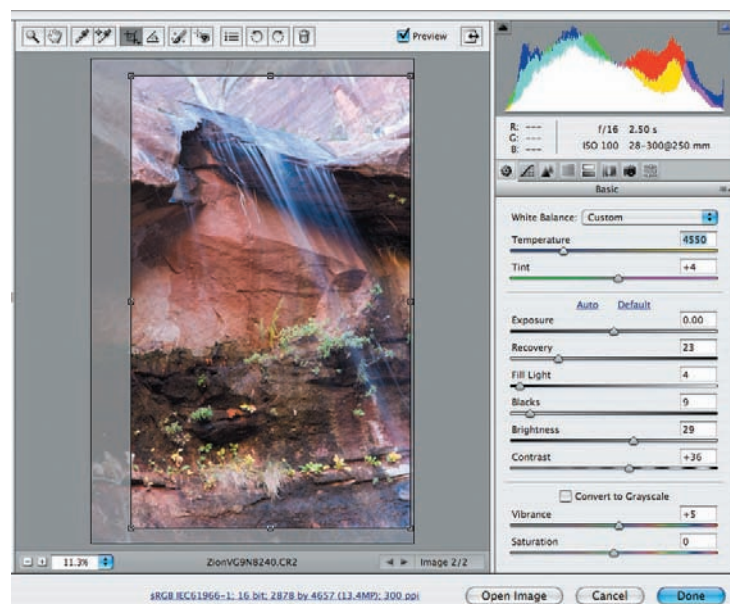 Preview
R: ---
G: ---
B: ---
f/16 2.50 s
ISO 100 28-300@250 mm
Basic
White Balance: Custom
Temperature 4550
Tint +4
Auto Default
Exposure 0.00
Recovery 23
Fill Light 4
Blacks 9
Brightness 29
Contrast +36
Convert to Grayscale
Vibrance +5
Saturation 0
11.3% ZionVG9N8240.CR2 Image 2/2
sRGB IEC61966-1; 16 bit; 2878 by 4657 (13.4MP); 300 ppi
Open Image Cancel Done